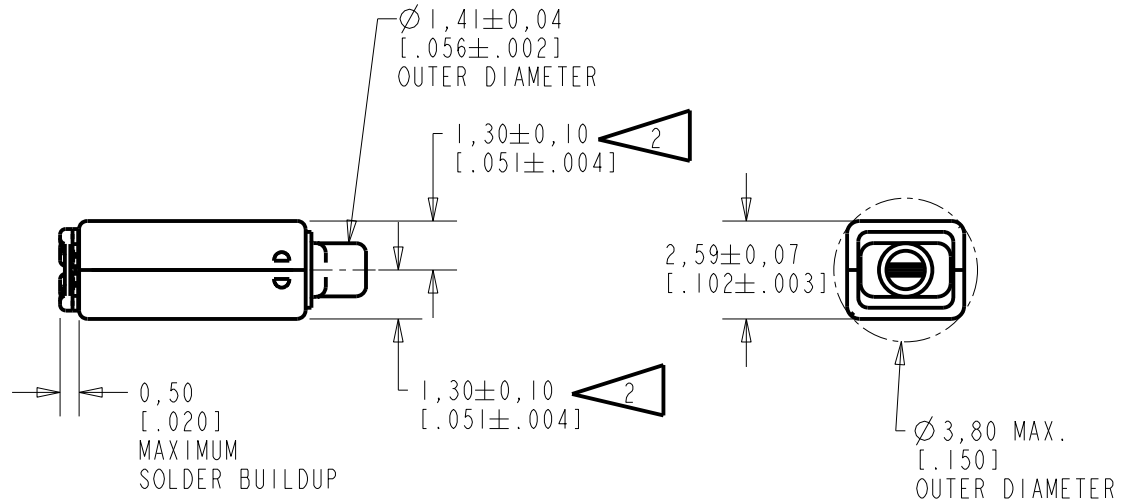 Ø 1,41±0,04
[.056±.002]
OUTER DIAMETER
1,30±0,10
[.051±.004]
2
2,59±0,07
[.102±.003]
1,30±0,10
[.051±.004]
2
0,50
[.020]
MAXIMUM
SOLDER BUILDUP
Ø 3,80 MAX.
[.150]
OUTER DIAMETER